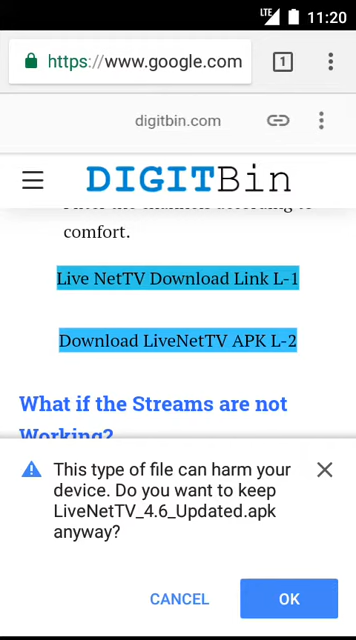 LTE 11:20
https://www.google.com 1
digitbin.com
DIGITBin
comfort.
Live NetTV Download Link L-1
Download LiveNetTV APK L-2
What if the Streams are not
Working?
This type of file can harm your
device. Do you want to keep
LiveNetTV_4.6_Updated.apk
anyway?
CANCEL OK